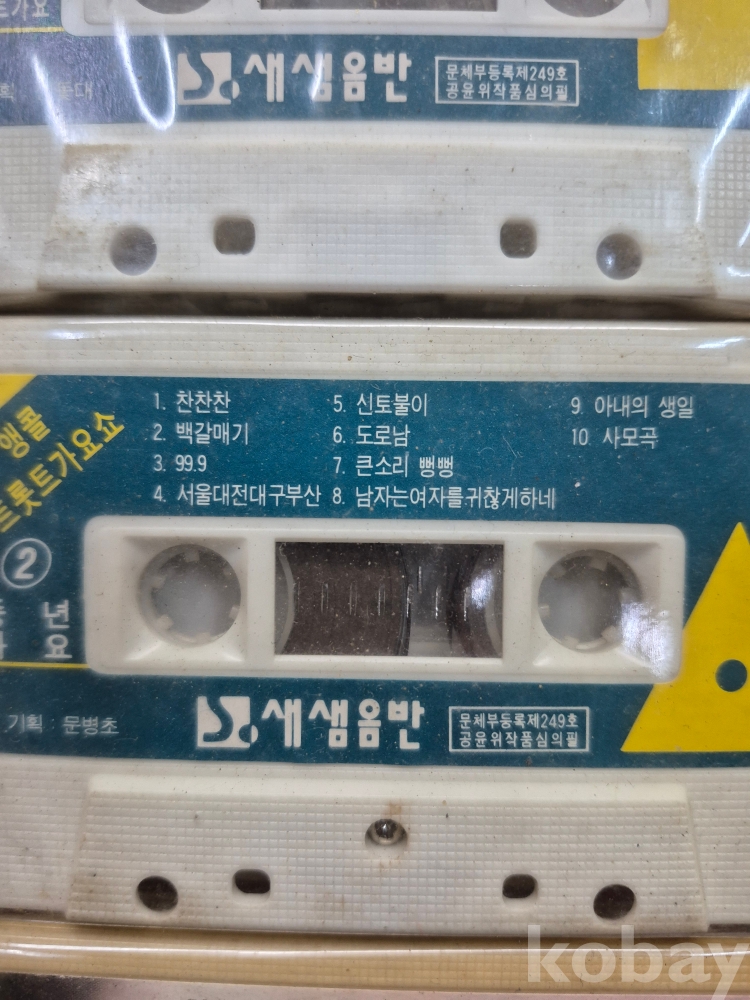 새샘음반
문체부등록제249호
공윤위작품심의필
앵콜
트롯트가요쇼
2
1. 찬찬찬
2. 백갈매기
3. 99.9
4. 서울대전대구부산
5. 신토불이
6. 도로남
7. 큰소리 뻥뻥
8. 남자는여자를귀찮게하네
9. 아내의 생일
10. 사모곡
년
요
기획 : 문병초
새샘음반
문체부등록제249호
공윤위작품심의필
kobay